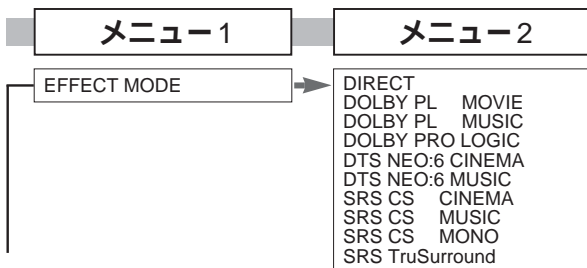 メニュー1
メニュー2
EFFECT MODE
DIRECT
DOLBY PL MOVIE
DOLBY PL MUSIC
DOLBY PRO LOGIC
DTS NEO:6 CINEMA
DTS NEO:6 MUSIC
SRS CS CINEMA
SRS CS MUSIC
SRS CS MONO
SRS TruSurround